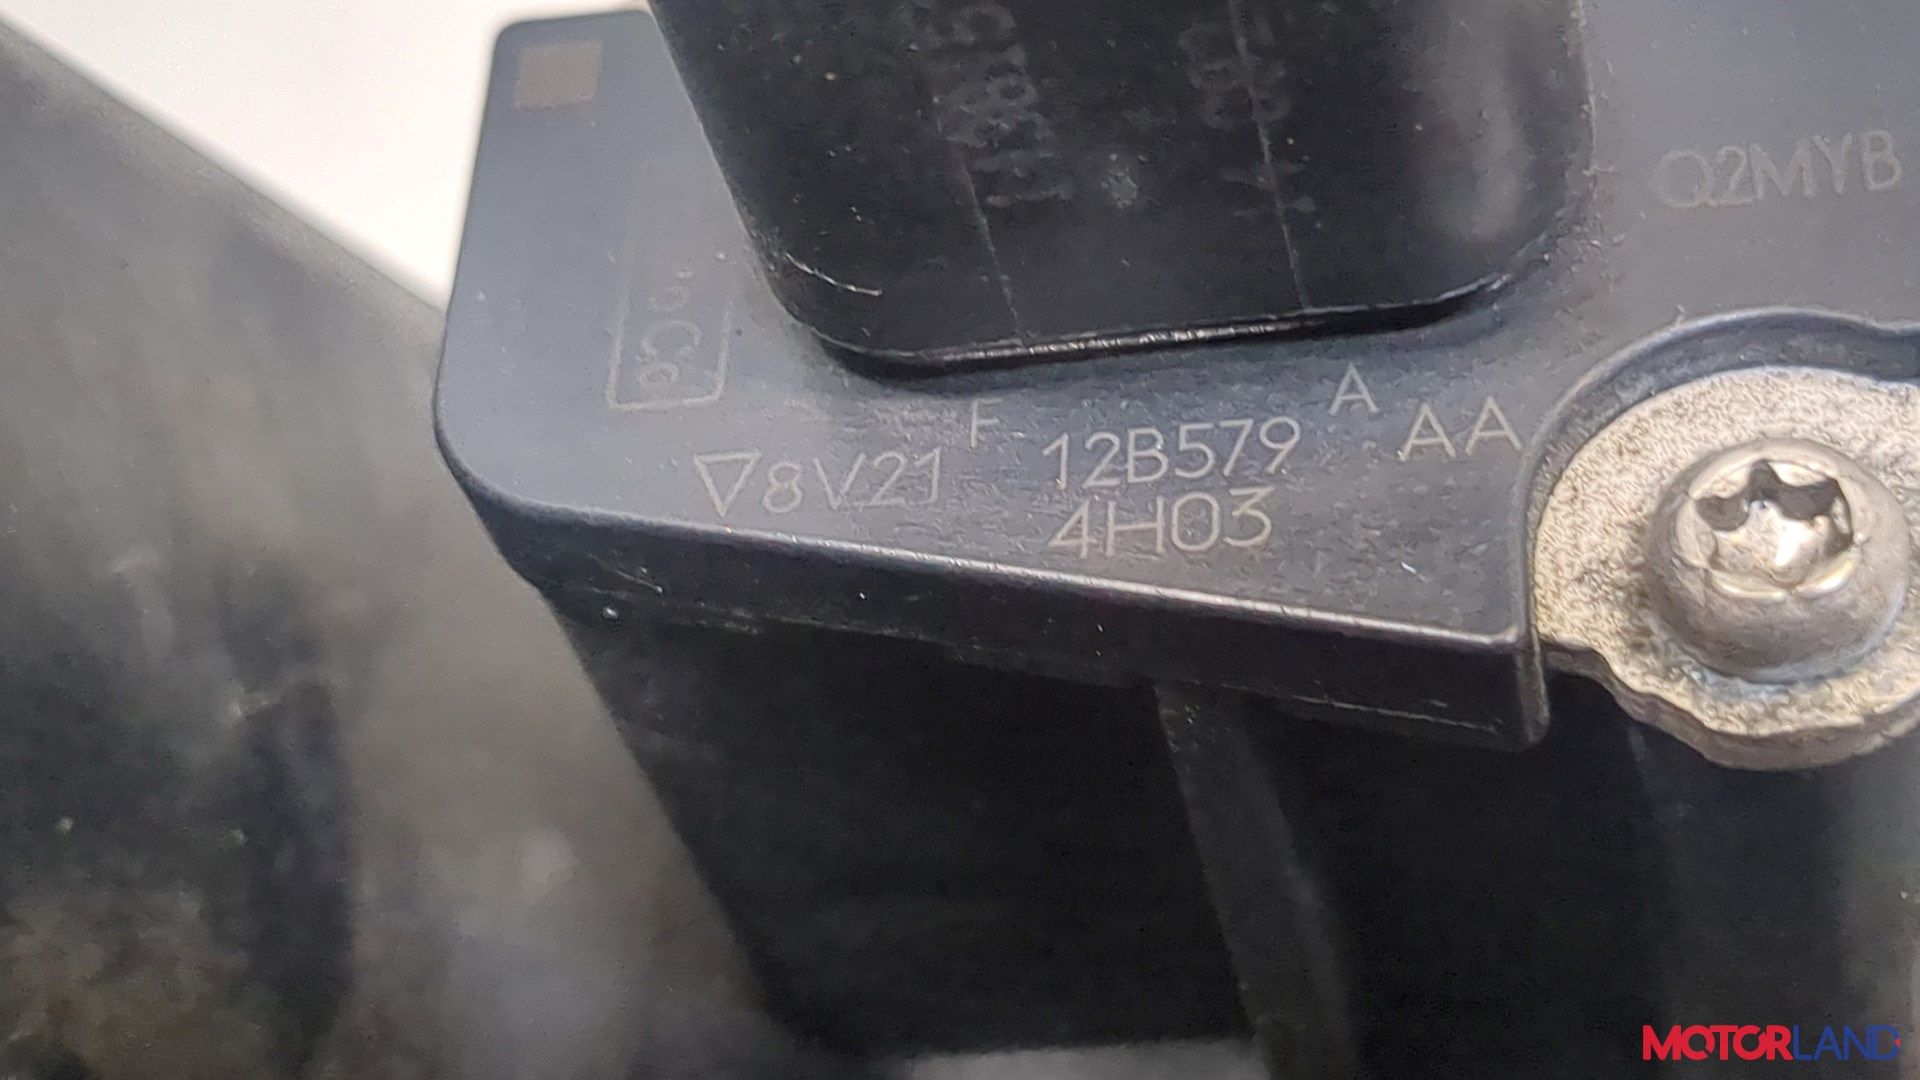 Q2MYB
F A
8V21 12B579 AA
4H03
MOTORLAND